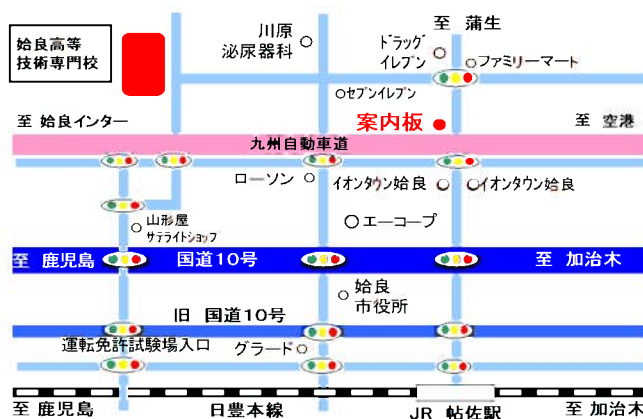 至 蒲生
姶良高等
技術専門校
川原
泌尿器科
ドラッグ
イレブン
ファミリーマート
セブンイレブン
至 姶良インター
案内板
至 空港
九州自動車道
ローソン
イオンタウン姶良
イオンタウン姶良
山形屋
サテライトショップ
エーコープ
至 鹿児島
国道10号
至 加治木
姶良
市役所
旧 国道10号
運転免許試験場入口
グラード
至 鹿児島
日豊本線
JR 帖佐駅
至 加治木